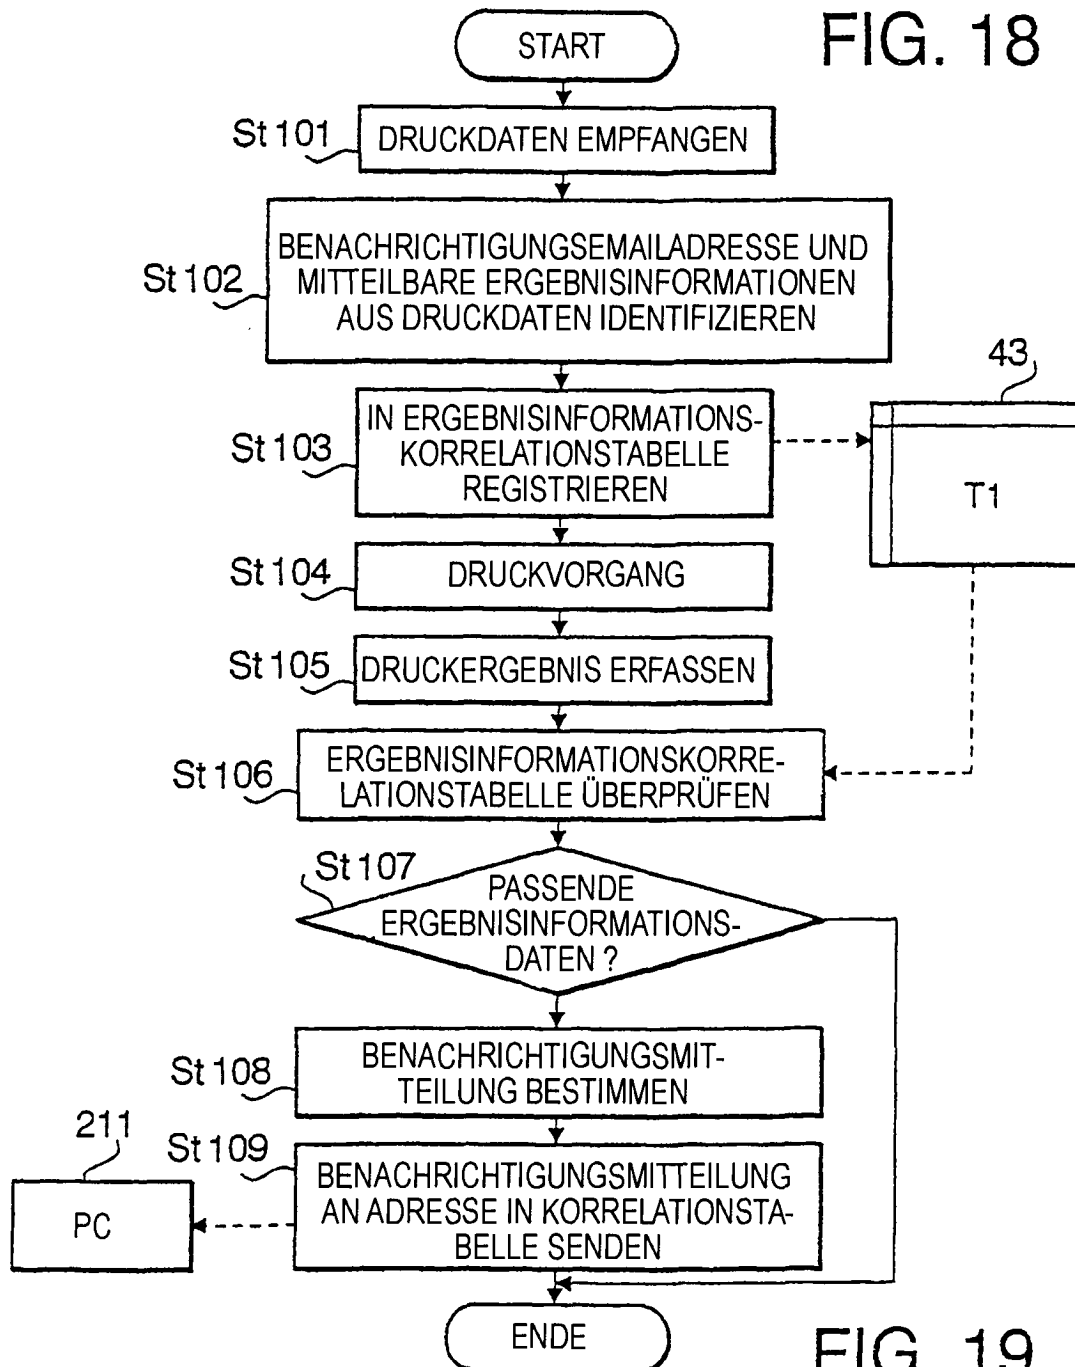 FIG. 18
START
St 101
DRUCKDATEN EMPFANGEN
St 102
BENACHRICHTIGUNGSEMAILADRESSE UND
MITTEILBARE ERGEBNISINFORMATIONEN
AUS DRUCKDATEN IDENTIFIZIEREN
43
St 103
IN ERGEBNISINFORMATIONS-
KORRELATIONSTABELLE
REGISTRIEREN
T1
St 104
DRUCKVORGANG
St 105
DRUCKERGEBNIS ERFASSEN
St 106
ERGEBNISINFORMATIONSKORRE-
LATIONSTABELLE ÜBERPRÜFEN
St 107
PASSENDE
ERGEBNISINFORMATIONS-
DATEN ?
St 108
BENACHRICHTIGUNGSMIT-
TEILUNG BESTIMMEN
211
PC
St 109
BENACHRICHTIGUNGSMITTEILUNG
AN ADRESSE IN KORRELATIONSTA-
BELLE SENDEN
ENDE
FIG. 19